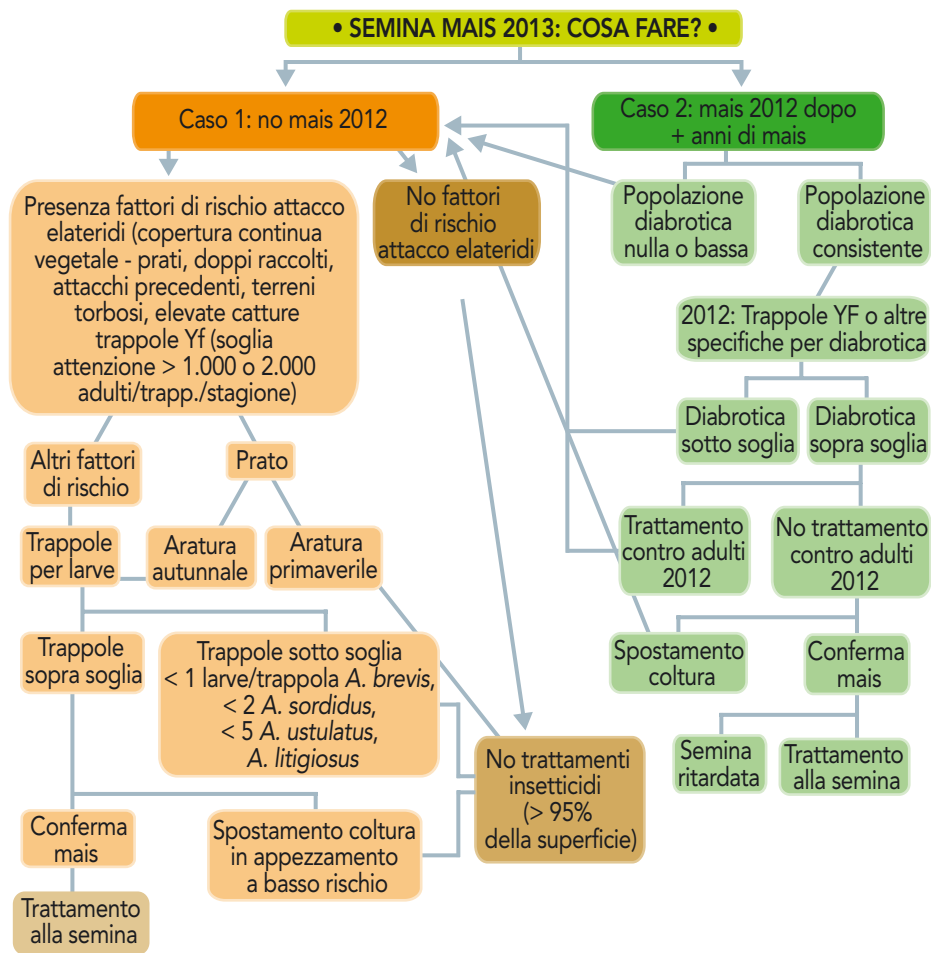 • SEMINA MAIS 2013: COSA FARE? •
Caso 1: no mais 2012
Caso 2: mais 2012 dopo
+ anni di mais
Presenza fattori di rischio attacco
elateridi (copertura continua
vegetale - prati, doppi raccolti,
attacchi precedenti, terreni
torbosi, elevate catture
trappole Yf (soglia
attenzione > 1.000 o 2.000
adulti/trapp./stagione)
No fattori
di rischio
attacco elateridi
Popolazione
diabrotica
nulla o bassa
Popolazione
diabrotica
consistente
2012: Trappole YF o altre
specifiche per diabrotica
Diabrotica
sotto soglia
Diabrotica
sopra soglia
Altri fattori
di rischio
Prato
Trappole
per larve
Aratura
autunnale
Aratura
primaverile
Trattamento
contro adulti
2012
No trattamento
contro adulti
2012
Trappole
sopra soglia
Trappole sotto soglia
< 1 larve/trappola A. brevis,
< 2 A. sordidus,
< 5 A. ustulatus,
A. litigiosus
Spostamento
coltura
Conferma
mais
No trattamenti
insetticidi
(> 95%
della superficie)
Semina
ritardata
Trattamento
alla semina
Conferma
mais
Spostamento coltura
in appezzamento
a basso rischio
Trattamento
alla semina